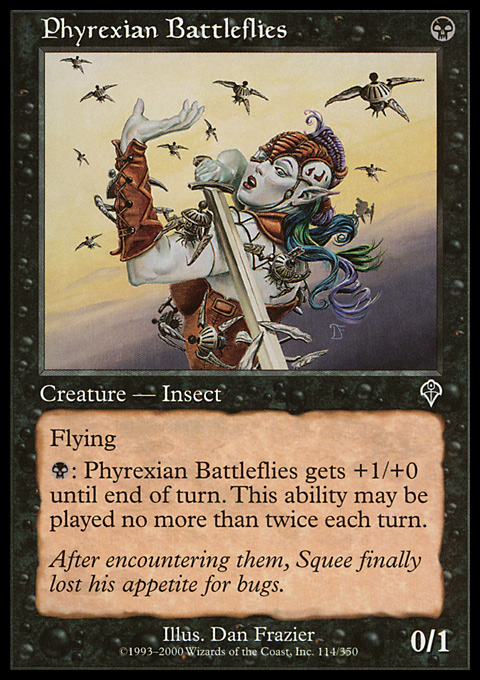 Phyrexian Battleflies
DF
Creature — Insect
Flying
: Phyrexian Battleflies gets +1/+0
until end of turn. This ability may be
played no more than twice each turn.
After encountering them, Squee finally
lost his appetite for bugs.
Illus. Dan Frazier
©1993–2000 Wizards of the Coast, Inc. 114/350
0/1